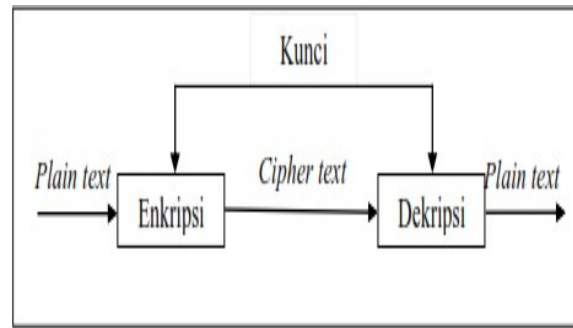 Kunci
Plain text
Cipher text
Plain text
Enkripsi
Dekripsi